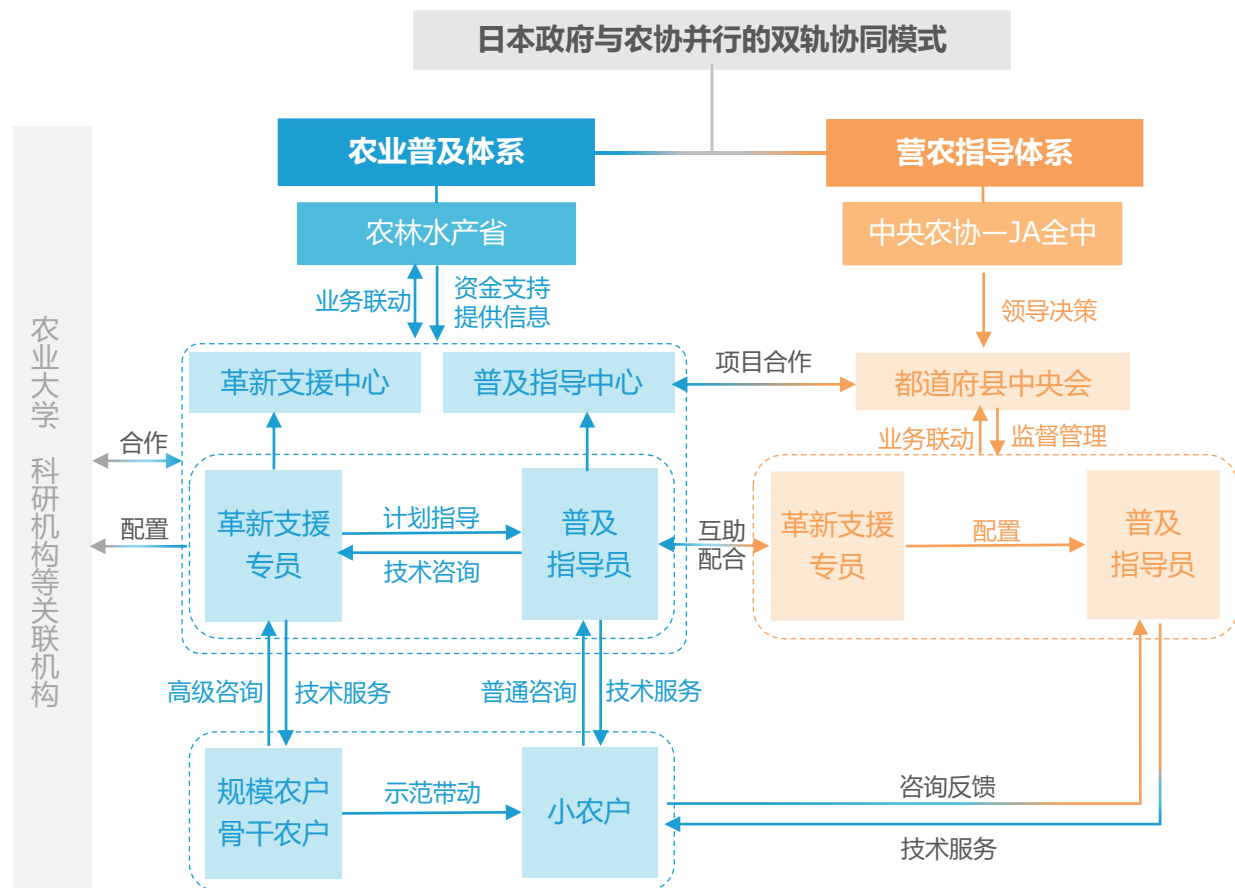 日本政府与农协并行的双轨协同模式
农业普及体系
营农指导体系
农林水产省
中央农协—JA全中
业务联动
资金支持
提供信息
领导决策
农业大学 科研机构等关联机构
革新支援中心
普及指导中心
项目合作
都道府县中央会
合作
业务联动
监督管理
配置
革新支援
专员
计划指导
技术咨询
普及
指导员
互助
配合
革新支援
专员
配置
普及
指导员
高级咨询
技术服务
普通咨询
技术服务
规模农户
骨干农户
示范带动
小农户
咨询反馈
技术服务